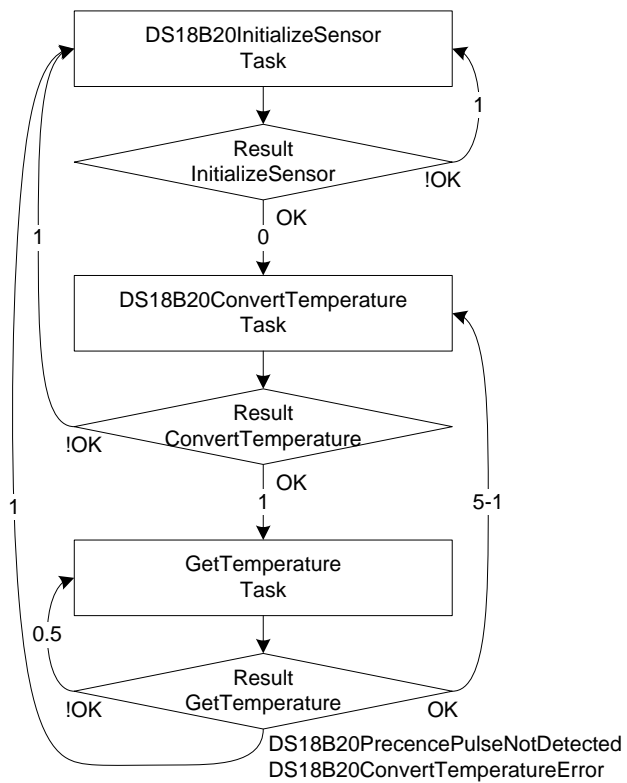 DS18B20InitializeSensor
Task
1
Result
InitializeSensor
!OK
OK
1
0
DS18B20ConvertTemperature
Task
Result
ConvertTemperature
!OK
OK
1
1
5-1
GetTemperature
Task
0.5
Result
GetTemperature
!OK
OK
DS18B20PrecencePulseNotDetected
DS18B20ConvertTemperatureError